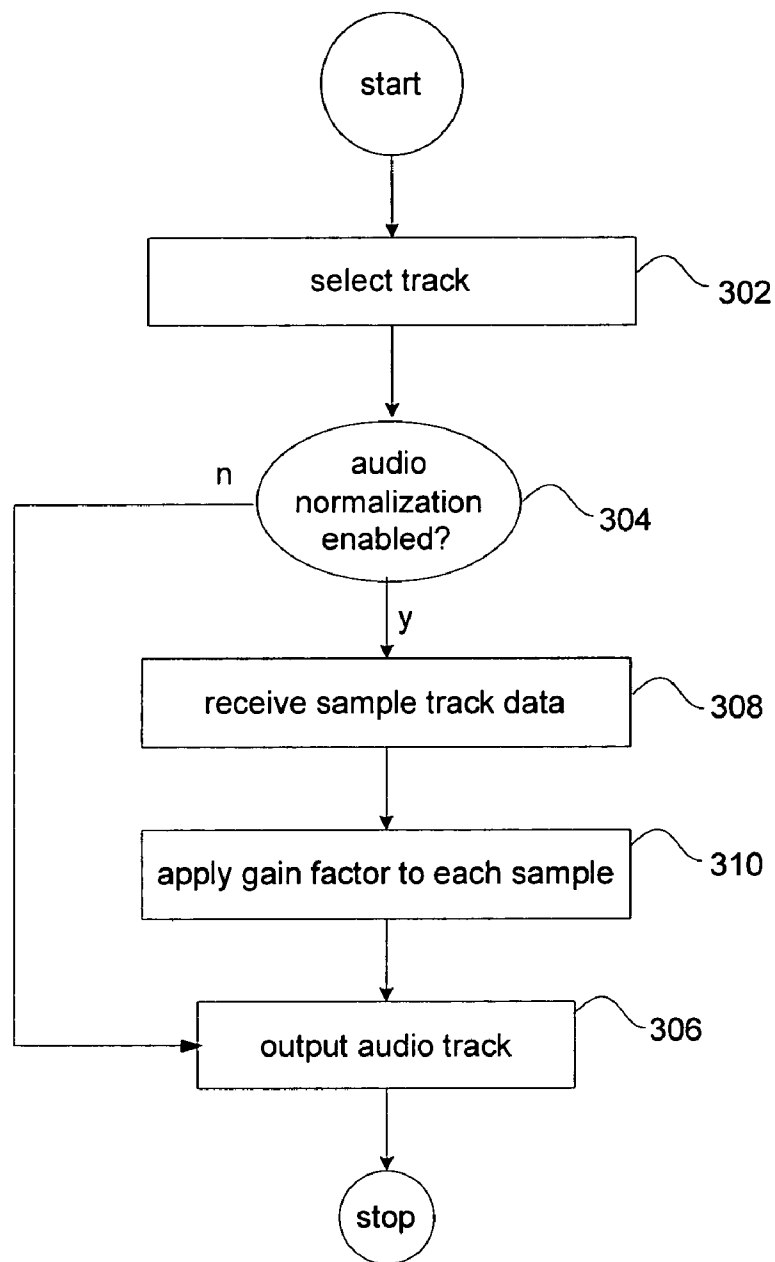 start
select track
302
n
audio
normalization
enabled?
304
y
receive sample track data
308
apply gain factor to each sample
310
output audio track
306
stop